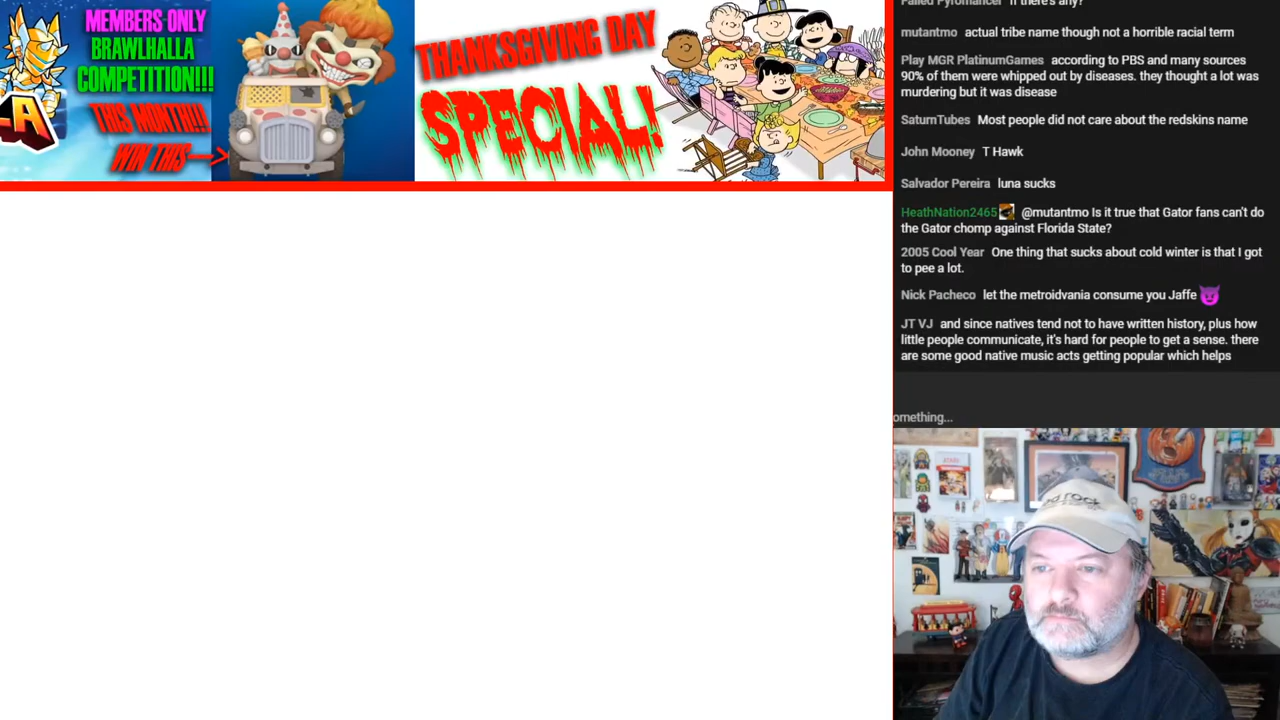 MEMBERS ONLY
BRAWLHALLA
COMPETITION!!!
THIS MONTH!!!
WIN THIS
-A
THANKSGIVING DAY
SPECIAL!
Failed Pyromancer if there's any?
mutantmo actual tribe name though not a horrible racial term
Play MGR PlatinumGames according to PBS and many sources
90% of them were whipped out by diseases. they thought a lot was
murdering but it was disease
SaturnTubes Most people did not care about the redskins name
John Mooney T Hawk
Salvador Pereira luna sucks
HeathNation2465 @mutantmo Is it true that Gator fans can't do
the Gator chomp against Florida State?
2005 Cool Year One thing that sucks about cold winter is that I got
to pee a lot.
Nick Pacheco let the metroidvania consume you Jaffe
JT VJ and since natives tend not to have written history, plus how
little people communicate, it's hard for people to get a sense. there
are some good native music acts getting popular which helps
omething...